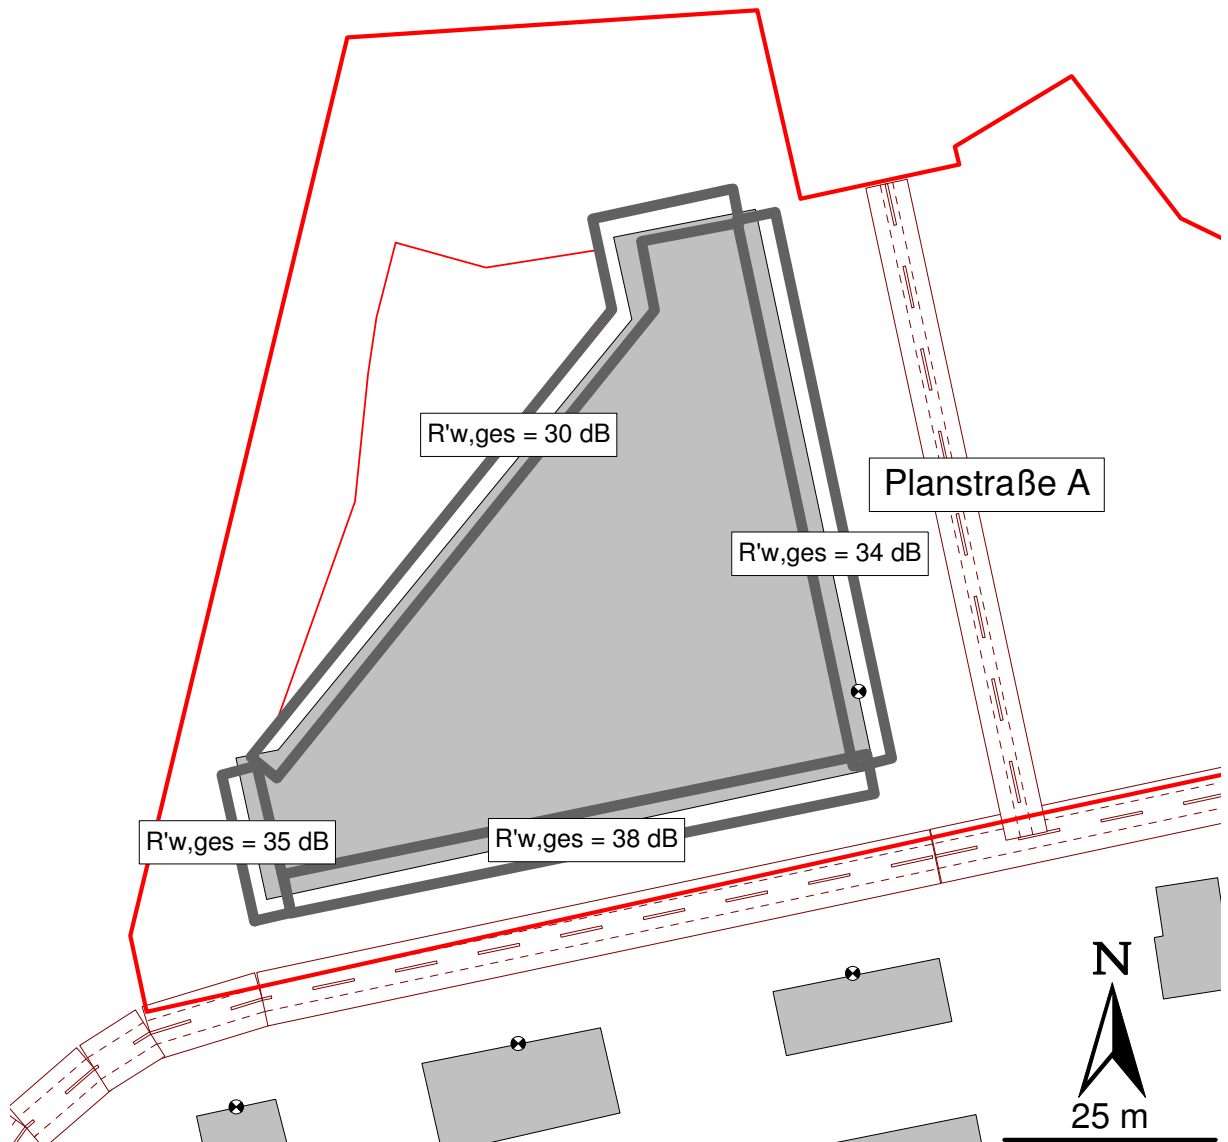 R'w,ges = 30 dB
Planstraße A
R'w,ges = 34 dB
R'w,ges = 35 dB
R'w,ges = 38 dB
N
25 m